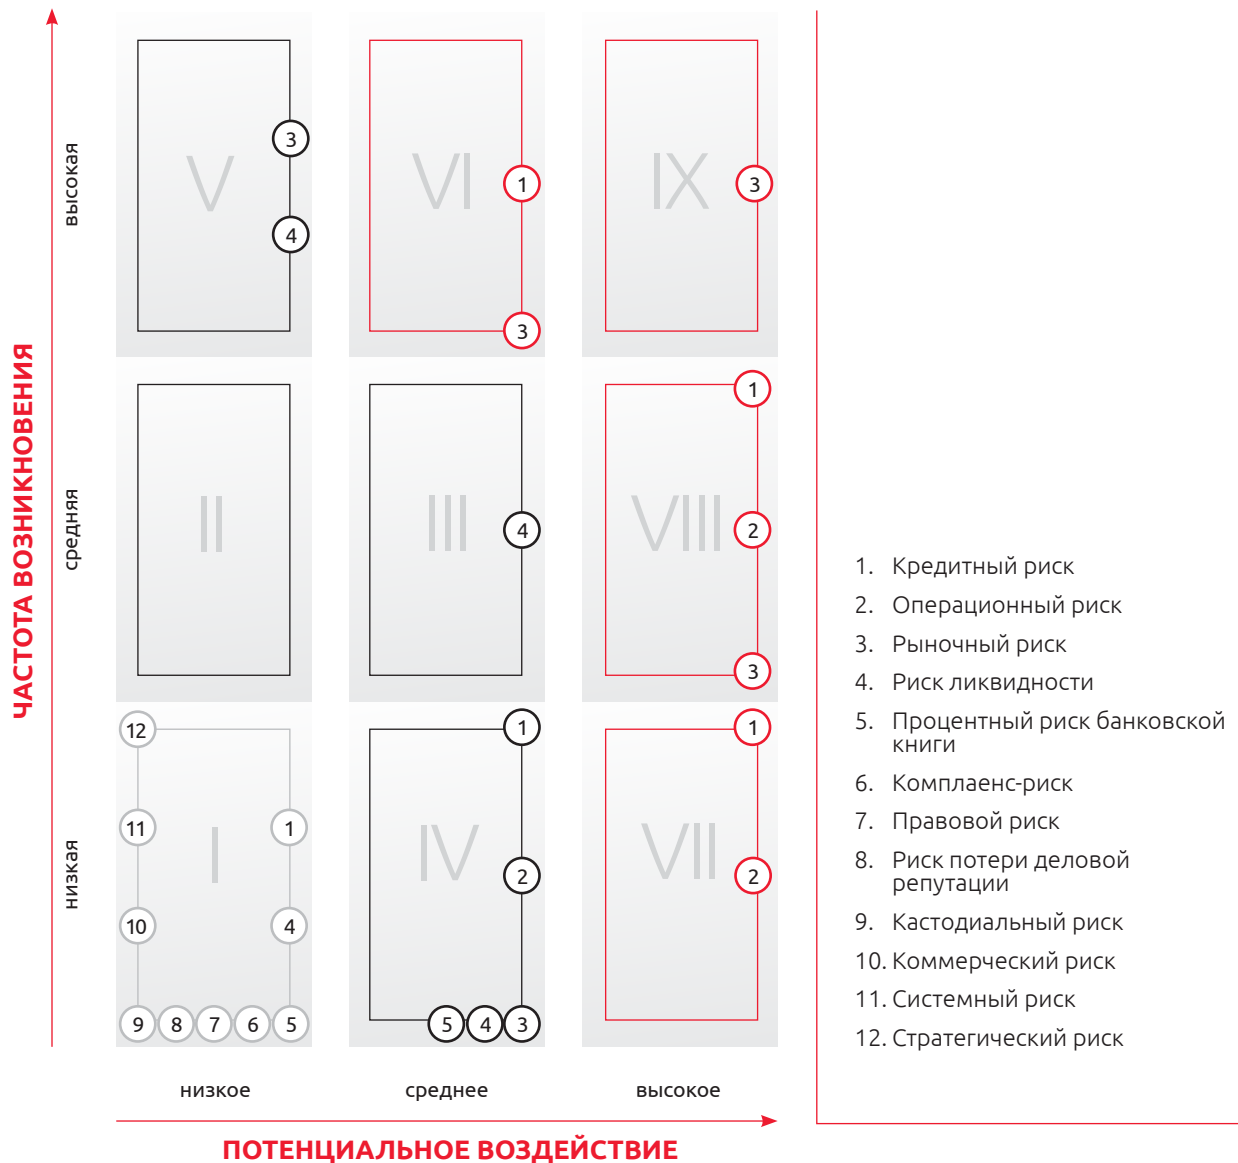 ЧАСТОТА ВОЗНИКНОВЕНИЯ
высокая
V
3
4
VI
1
3
IX
3
средняя
II
III
4
VIII
1
2
3
низкая
I
12
11
1
10
4
9 8 7 6 5
IV
1
2
5 4 3
VII
1
2
низкое среднее высокое
ПОТЕНЦИАЛЬНОЕ ВОЗДЕЙСТВИЕ
1. Кредитный риск
2. Операционный риск
3. Рыночный риск
4. Риск ликвидности
5. Процентный риск банковской
книги
6. Комплаенс-риск
7. Правовой риск
8. Риск потери деловой
репутации
9. Кастодиальный риск
10. Коммерческий риск
11. Системный риск
12. Стратегический риск